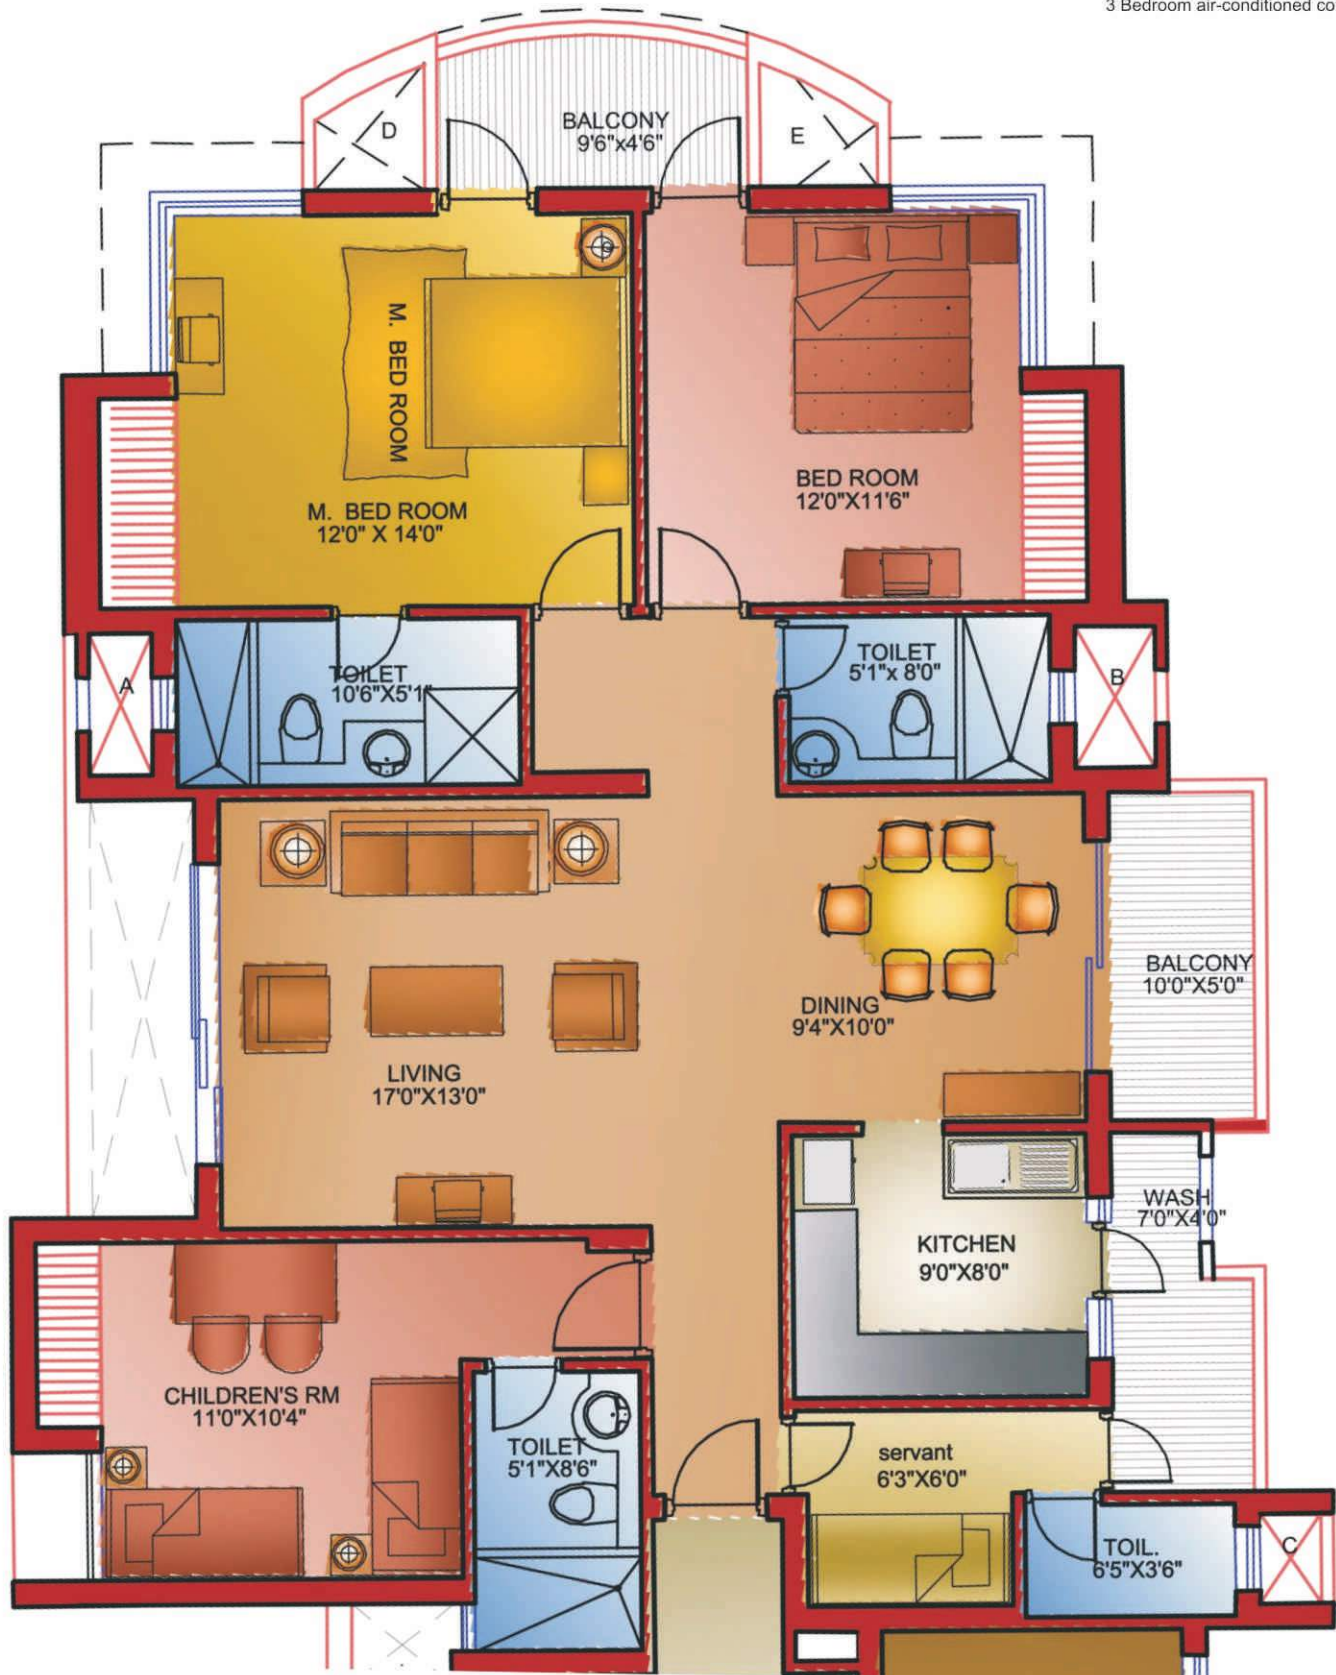 3 Bedroom air-conditioned co
D
BALCONY
9'6"x4'6"
E
M. BED ROOM
M. BED ROOM
12'0" X 14'0"
BED ROOM
12'0"X11'6"
TOILET
10'6"X5'1"
TOILET
5'1"x 8'0"
A
B
BALCONY
10'0"X5'0"
DINING
9'4"X10'0"
LIVING
17'0"X13'0"
WASH
7'0"X4'0"
KITCHEN
9'0"X8'0"
CHILDREN'S RM
11'0"X10'4"
TOILET
5'1"X8'6"
servant
6'3"X6'0"
TOIL.
6'5"X3'6"
C